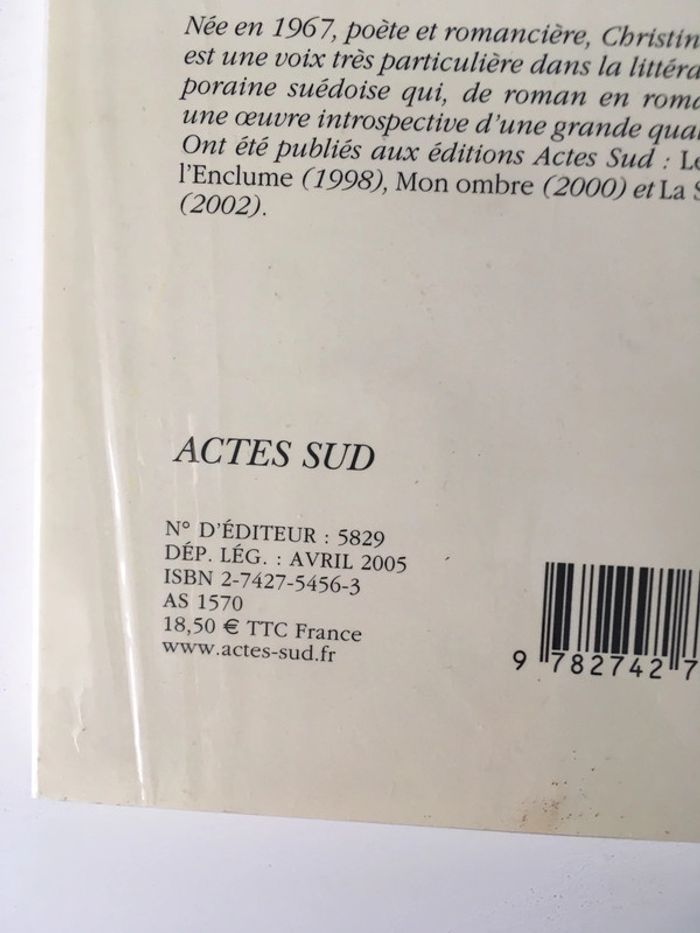 Née en 1967, poète et romancière, Christin
est une voix très particulière dans la littéra
poraine suédoise qui, de roman en roma
une œuvre introspective d'une grande qua
Ont été publiés aux éditions Actes Sud : Le
l'Enclume (1998), Mon ombre (2000) et La S
(2002).
ACTES SUD
N° D'ÉDITEUR : 5829
DÉP. LÉG. : AVRIL 2005
ISBN 2-7427-5456-3
AS 1570
18,50 € TTC France
www.actes-sud.fr
9 782742 7